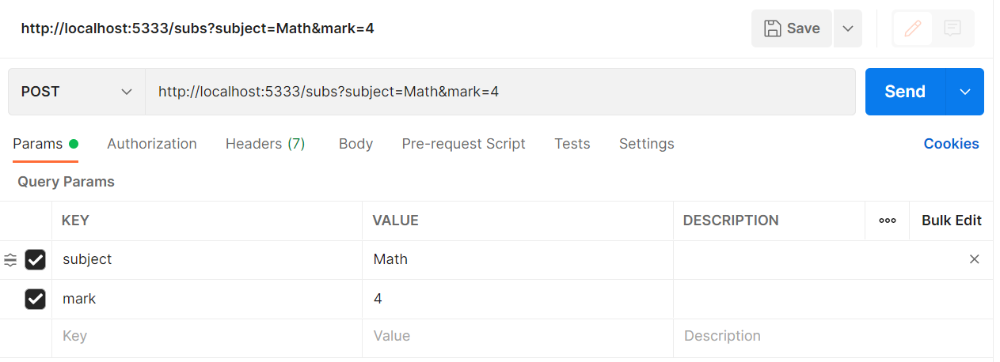 http://localhost:5333/subs?subject=Math&mark=4 Save
POST http://localhost:5333/subs?subject=Math&mark=4 Send
Params Authorization Headers (7) Body Pre-request Script Tests Settings Cookies
Query Params
KEY VALUE DESCRIPTION Bulk Edit
subject Math
mark 4
Key Value Description